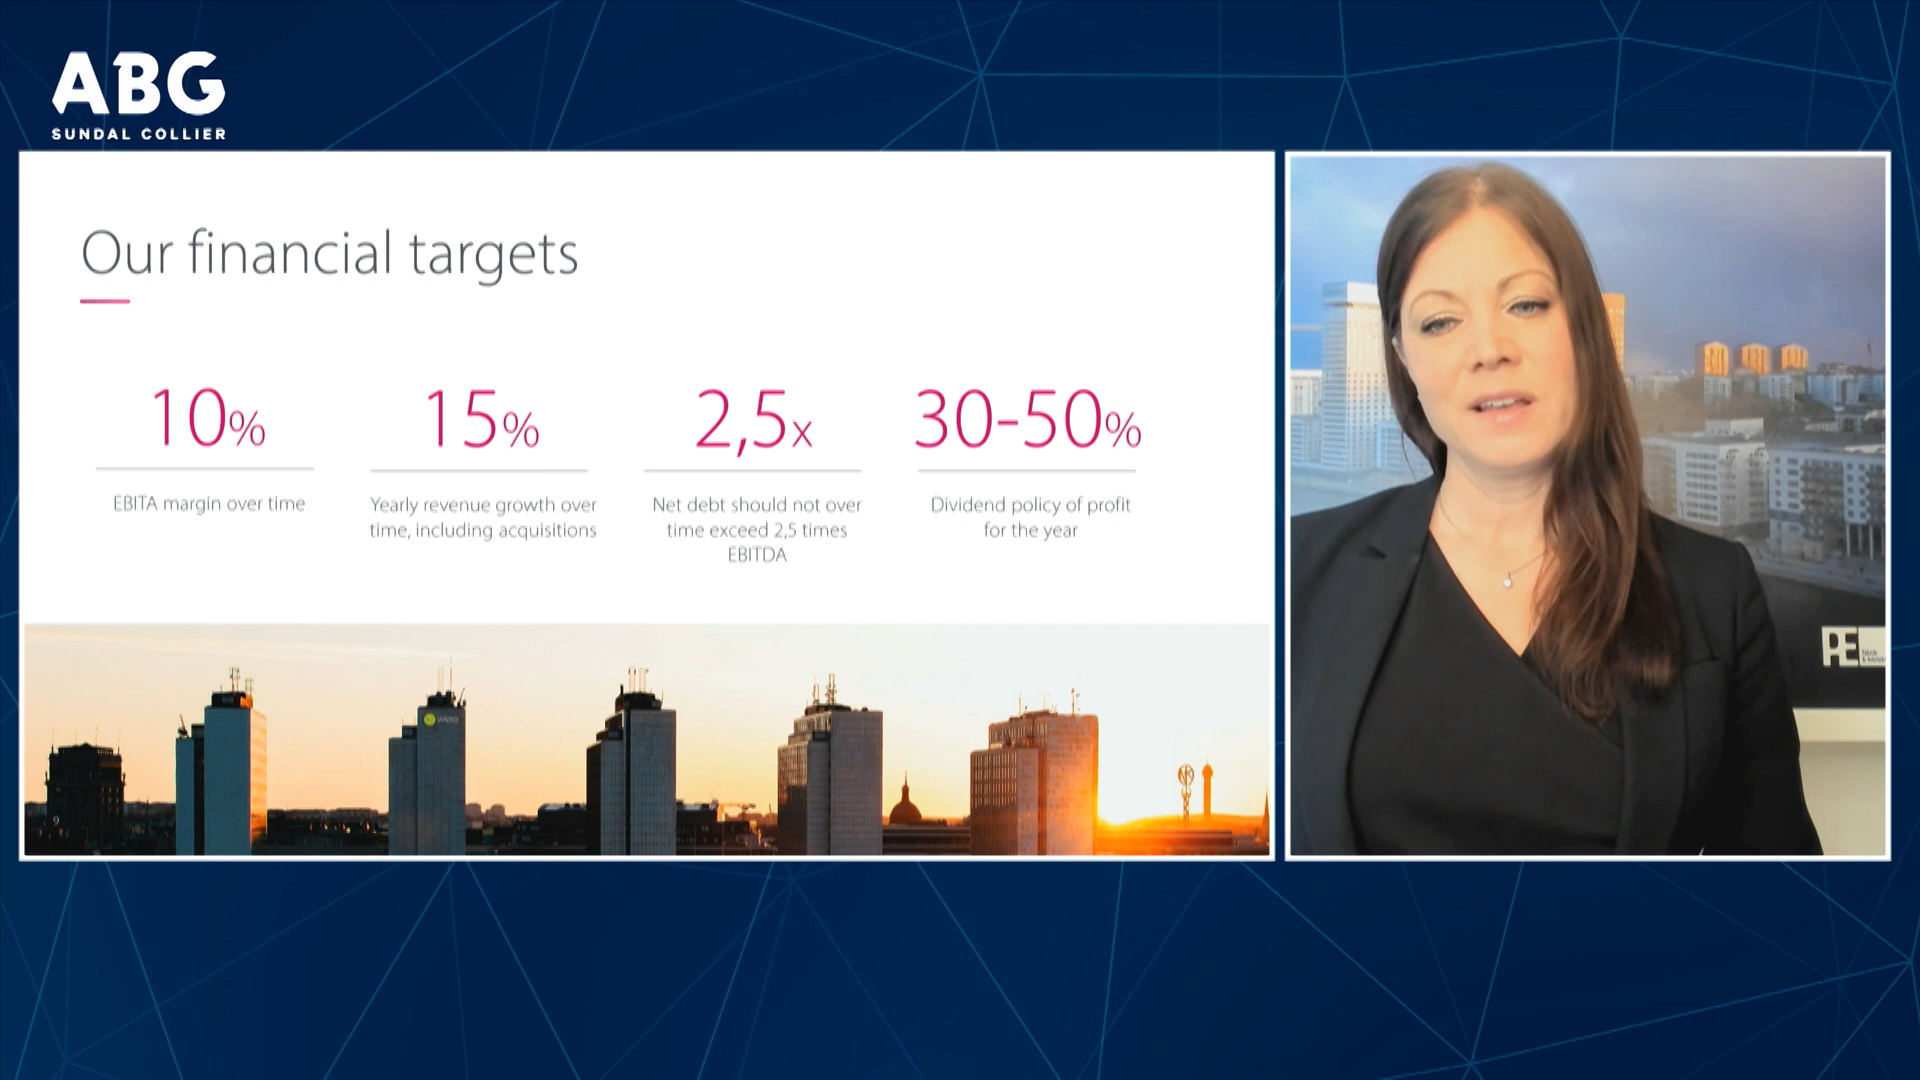 ABG
SUNDAL COLLIER
Our financial targets
10%
15%
2,5x
30-50%
EBITA margin over time
Yearly revenue growth over
time, including acquisitions
Net debt should not over
time exceed 2,5 times
EBITDA
Dividend policy of profit
for the year
9
PE